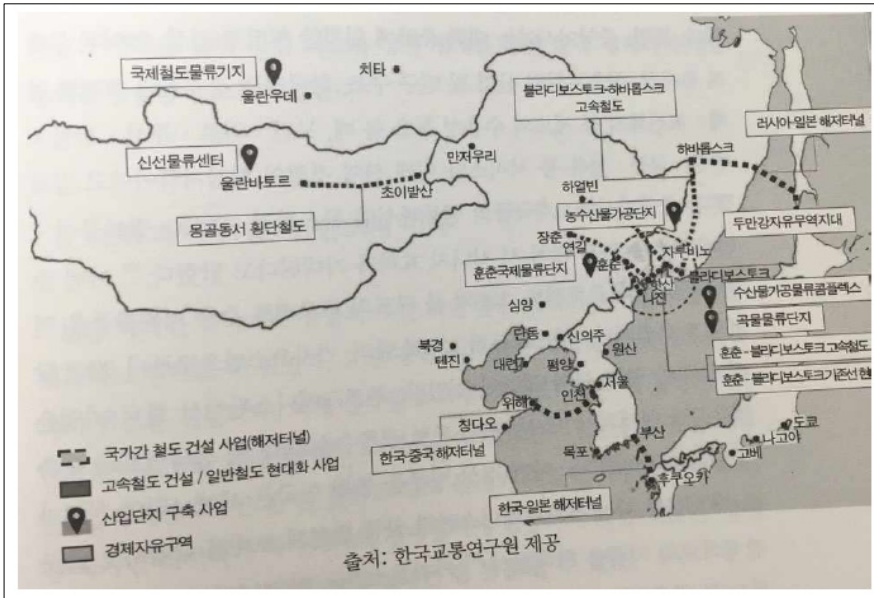 국제철도물류기지
치타
울란우데
블라디보스토크-하바롭스크
고속철도
러시아-일본 해저터널
신선물류센터
만저우리
하바롭스크
울란바토르
초이발산
하얼빈
농수산물가공단지
두만강자유무역지대
몽골동서 횡단철도
장춘
연길
자루비노
훈춘국제물류단지
훈춘
블라디보스토크
핫산
나진
수산물가공물류콤플렉스
심양
곡물물류단지
단동
신의주
북경
원산
훈춘 - 블라디보스토크 고속철도
텐진
대련
평양
훈춘 - 블라디보스토크 기존선 현
서울
위해
인천
칭다오
도쿄
부산
나고야
한국-중국 해저터널
목포
고베
후쿠오카
한국-일본 해저터널
국가간 철도 건설 사업(해저터널)
고속철도 건설 / 일반철도 현대화 사업
산업단지 구축 사업
경제자유구역
출처: 한국교통연구원 제공